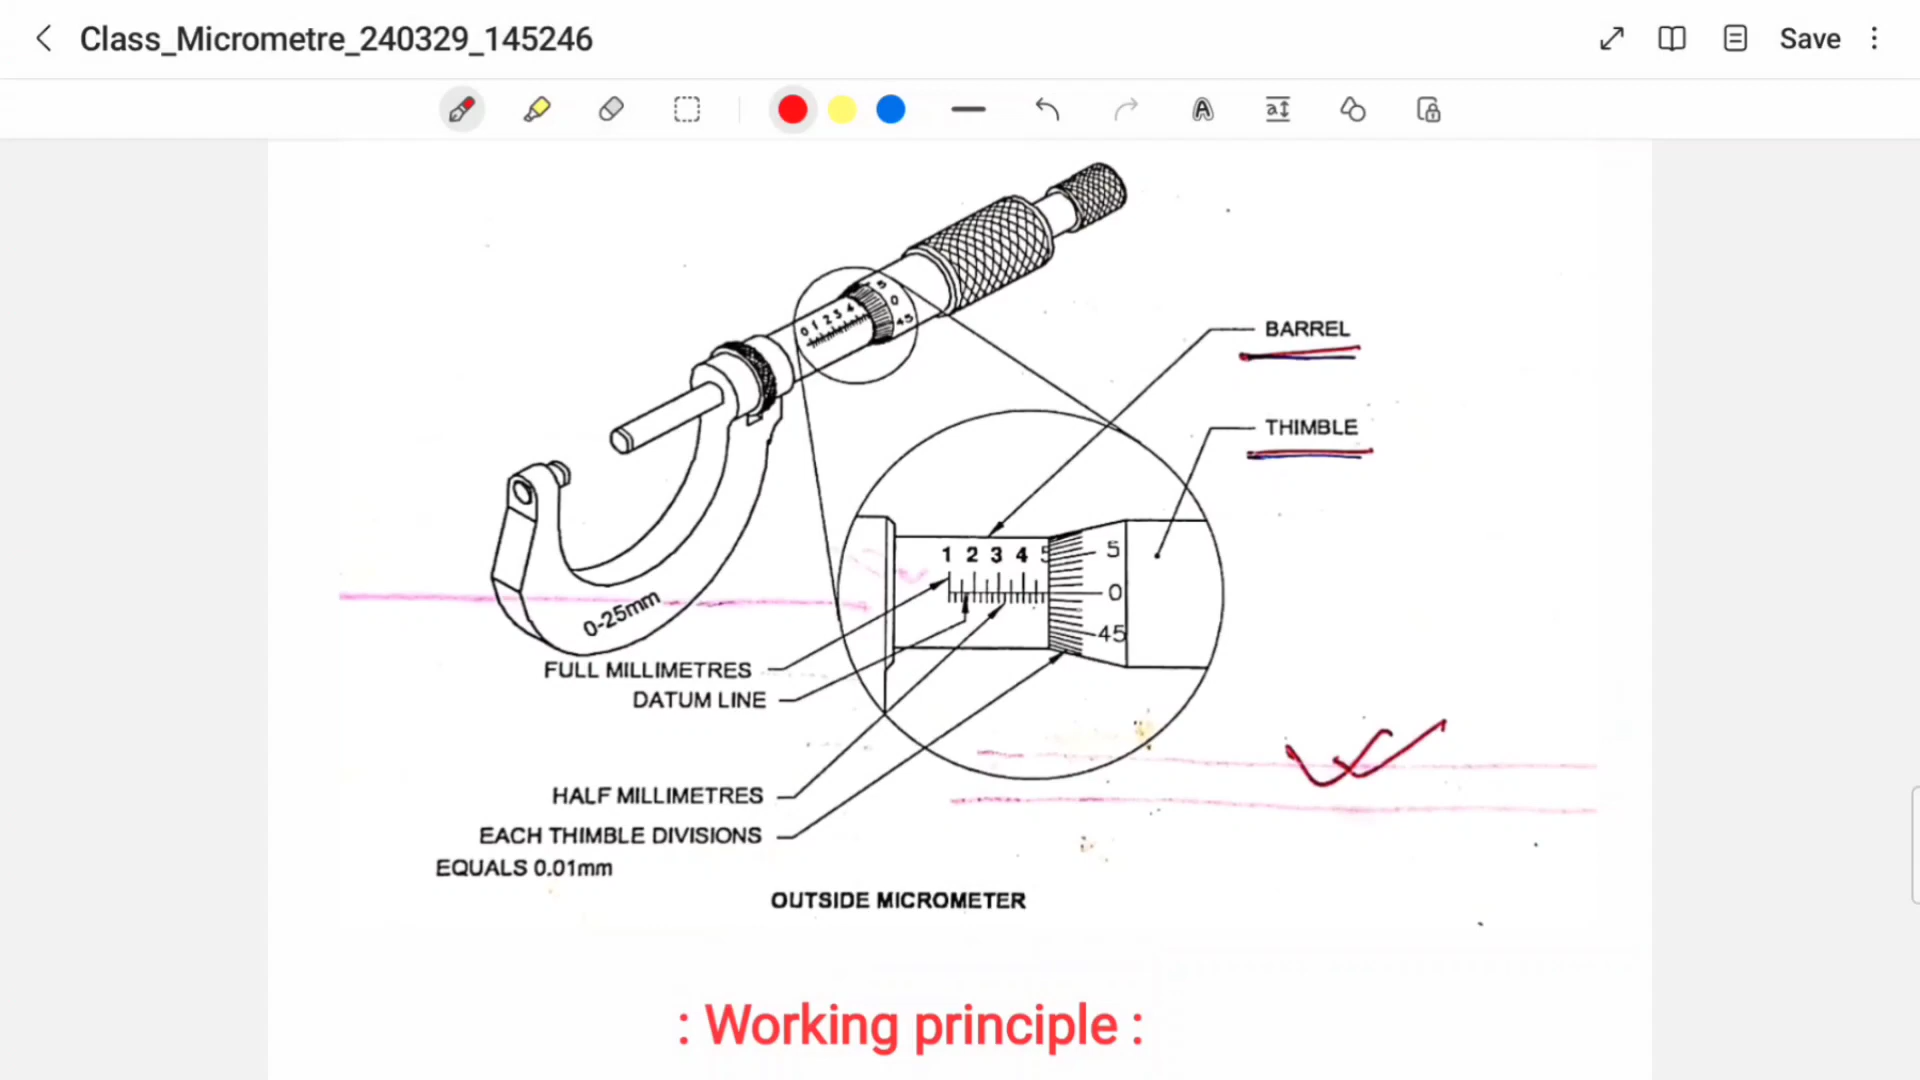 Class_Micrometre_240329_145246
Save
0 1 2 3 4
5
0
45
BARREL
THIMBLE
1 2 3 4 5
5
0
45
0-25mm
FULL MILLIMETRES
DATUM LINE
HALF MILLIMETRES
EACH THIMBLE DIVISIONS
EQUALS 0.01mm
OUTSIDE MICROMETER
: Working principle :